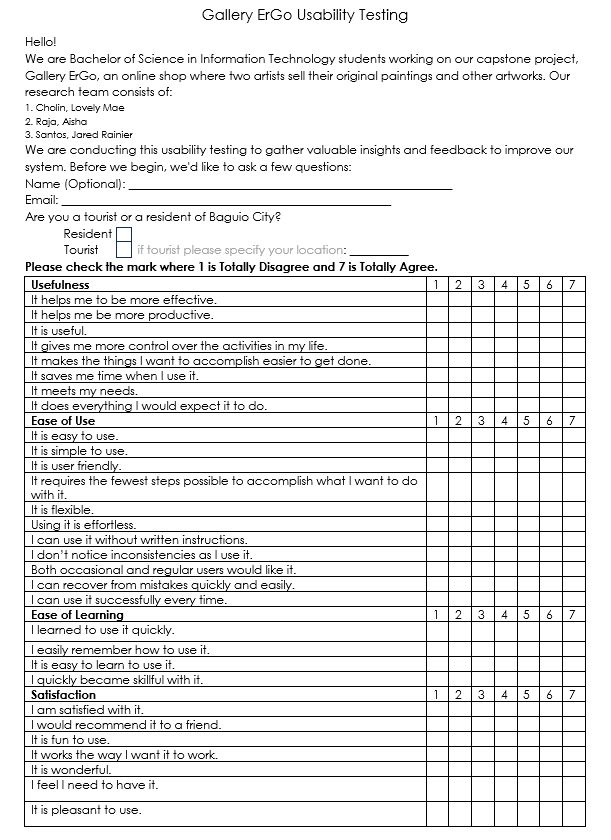 Gallery ErGo Usability Testing
Hello!
We are Bachelor of Science in Information Technology students working on our capstone project,
Gallery ErGo, an online shop where two artists sell their original paintings and other artworks. Our
research team consists of:
1. Cholin, Lovely Mae
2. Raja, Aisha
3. Santos, Jared Rainier
We are conducting this usability testing to gather valuable insights and feedback to improve our
system. Before we begin, we'd like to ask a few questions:
Name (Optional):
Email:
Are you a tourist or a resident of Baguio City?
Resident
Tourist if tourist please specify your location:
Please check the mark where 1 is Totally Disagree and 7 is Totally Agree.
Usefulness 1 2 3 4 5 6 7
It helps me to be more effective.
It helps me be more productive.
It is useful.
It gives me more control over the activities in my life.
It makes the things I want to accomplish easier to get done.
It saves me time when I use it.
It meets my needs.
It does everything I would expect it to do.
Ease of Use 1 2 3 4 5 6 7
It is easy to use.
It is simple to use.
It is user friendly.
It requires the fewest steps possible to accomplish what I want to do
with it.
It is flexible.
Using it is effortless.
I can use it without written instructions.
I don't notice inconsistencies as I use it.
Both occasional and regular users would like it.
I can recover from mistakes quickly and easily.
I can use it successfully every time.
Ease of Learning 1 2 3 4 5 6 7
I learned to use it quickly.
I easily remember how to use it.
It is easy to learn to use it.
I quickly became skillful with it.
Satisfaction 1 2 3 4 5 6 7
I am satisfied with it.
I would recommend it to a friend.
It is fun to use.
It works the way I want it to work.
It is wonderful.
I feel I need to have it.
It is pleasant to use.